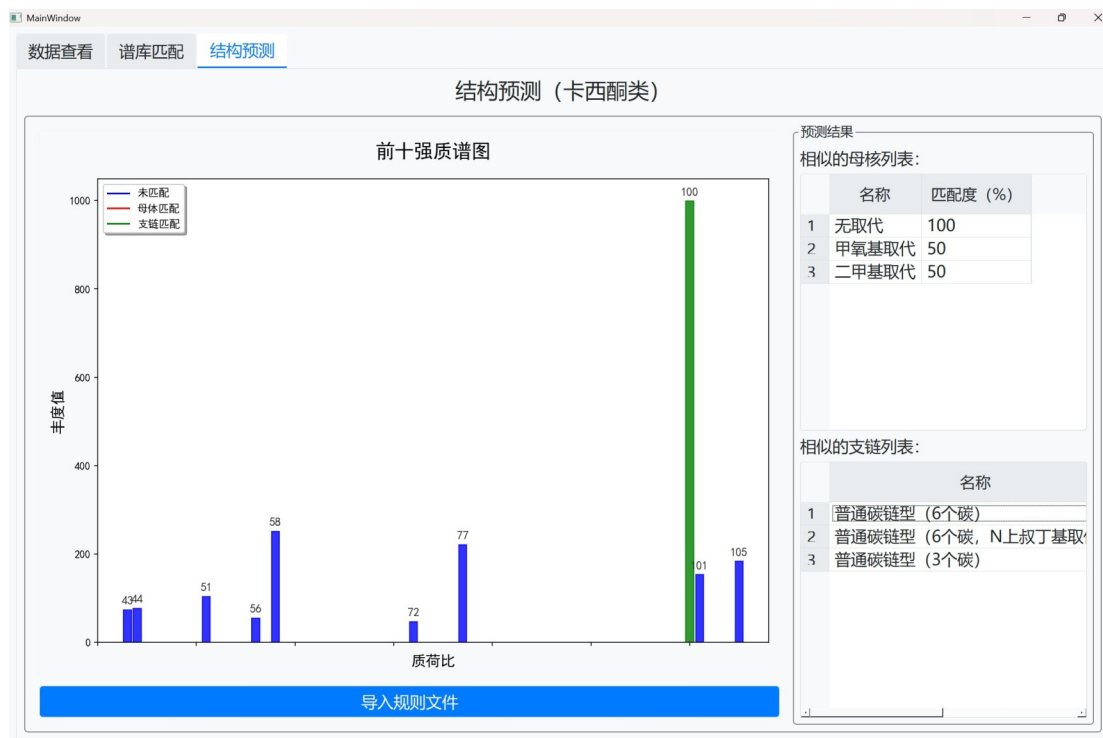 MainWindow
数据查看 谱库匹配 结构预测
结构预测（卡西酮类）
前十强质谱图
未匹配
母体匹配
支链匹配
1000
800
600
400
200
0
丰度值
43
44
51
56
58
72
77
100
101
105
质荷比
导入规则文件
预测结果
相似的母核列表：
名称 匹配度（%）
1 无取代 100
2 甲氧基取代 50
3 二甲基取代 50
相似的支链列表：
名称
1 普通碳链型（6个碳）
2 普通碳链型（6个碳，N上叔丁基取
3 普通碳链型（3个碳）